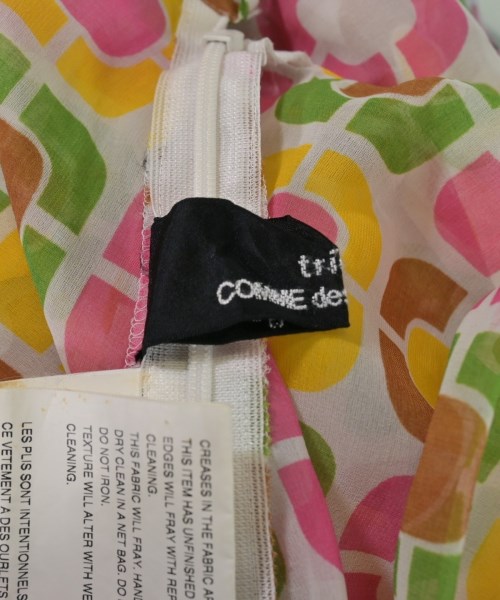 tri
COMME des
CREASES IN THE FABRIC AR
THIS ITEM HAS UNFINISHED
EDGES WILL FRAY WITH REP
CLEANING.
THIS FABRIC WILL FRAY. HAND
DRY CLEAN IN A NET BAG. DO
DO NOT IRON.
TEXTURE WILL ALTER WITH WE
CLEANING.
LES PLIS SONT INTENTIONNELS
CE VETEMENT A DES OURLETS